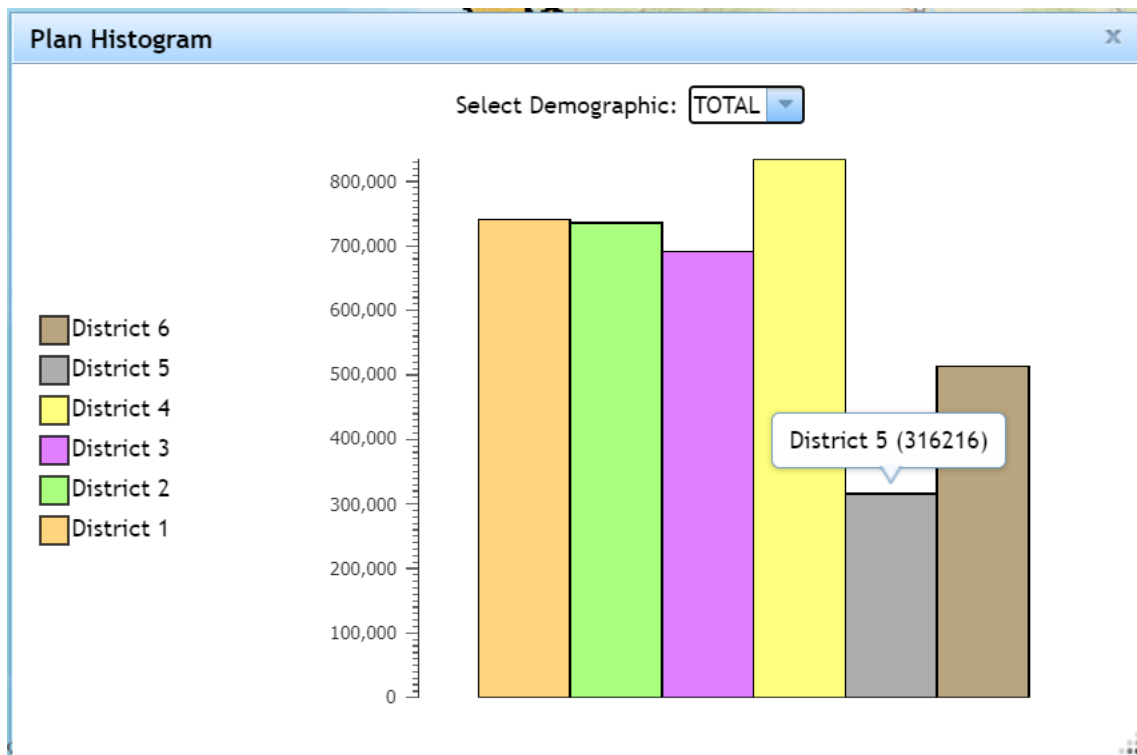 Plan Histogram
x
Select Demographic: TOTAL
800,000
700,000
600,000
500,000
400,000
300,000
200,000
100,000
0
District 6
District 5
District 4
District 3
District 2
District 1
District 5 (316216)